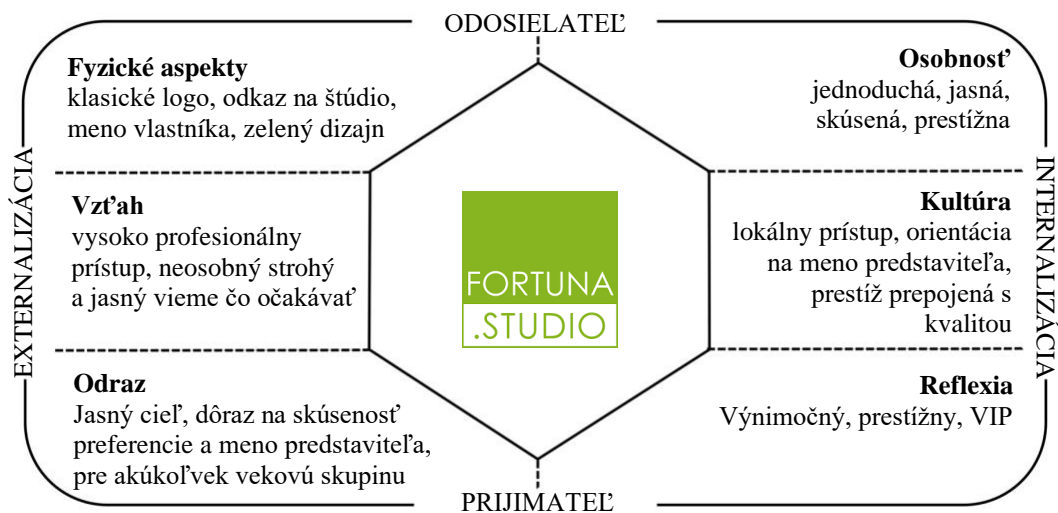 ODOSIELATEĽ
Fyzické aspekty
klasické logo, odkaz na štúdio,
meno vlastníka, zelený dizajn
Osobnosť
jednoduchá, jasná,
skúsená, prestížna
EXTERNALIZÁCIA
INTERNALIZÁCIA
Vzťah
vysoko profesionálny
prístup, neosobný strohý
a jasný vieme čo očakávať
FORTUNA
.STUDIO
Kultúra
lokálny prístup, orientácia
na meno predstaviteľa,
prestíž prepojená s
kvalitou
Odraz
Jasný cieľ, dôraz na skúsenosť
preferencie a meno predstaviteľa,
pre akúkoľvek vekovú skupinu
Reflexia
Výnimočný, prestížny, VIP
PRIJIMATEĽ